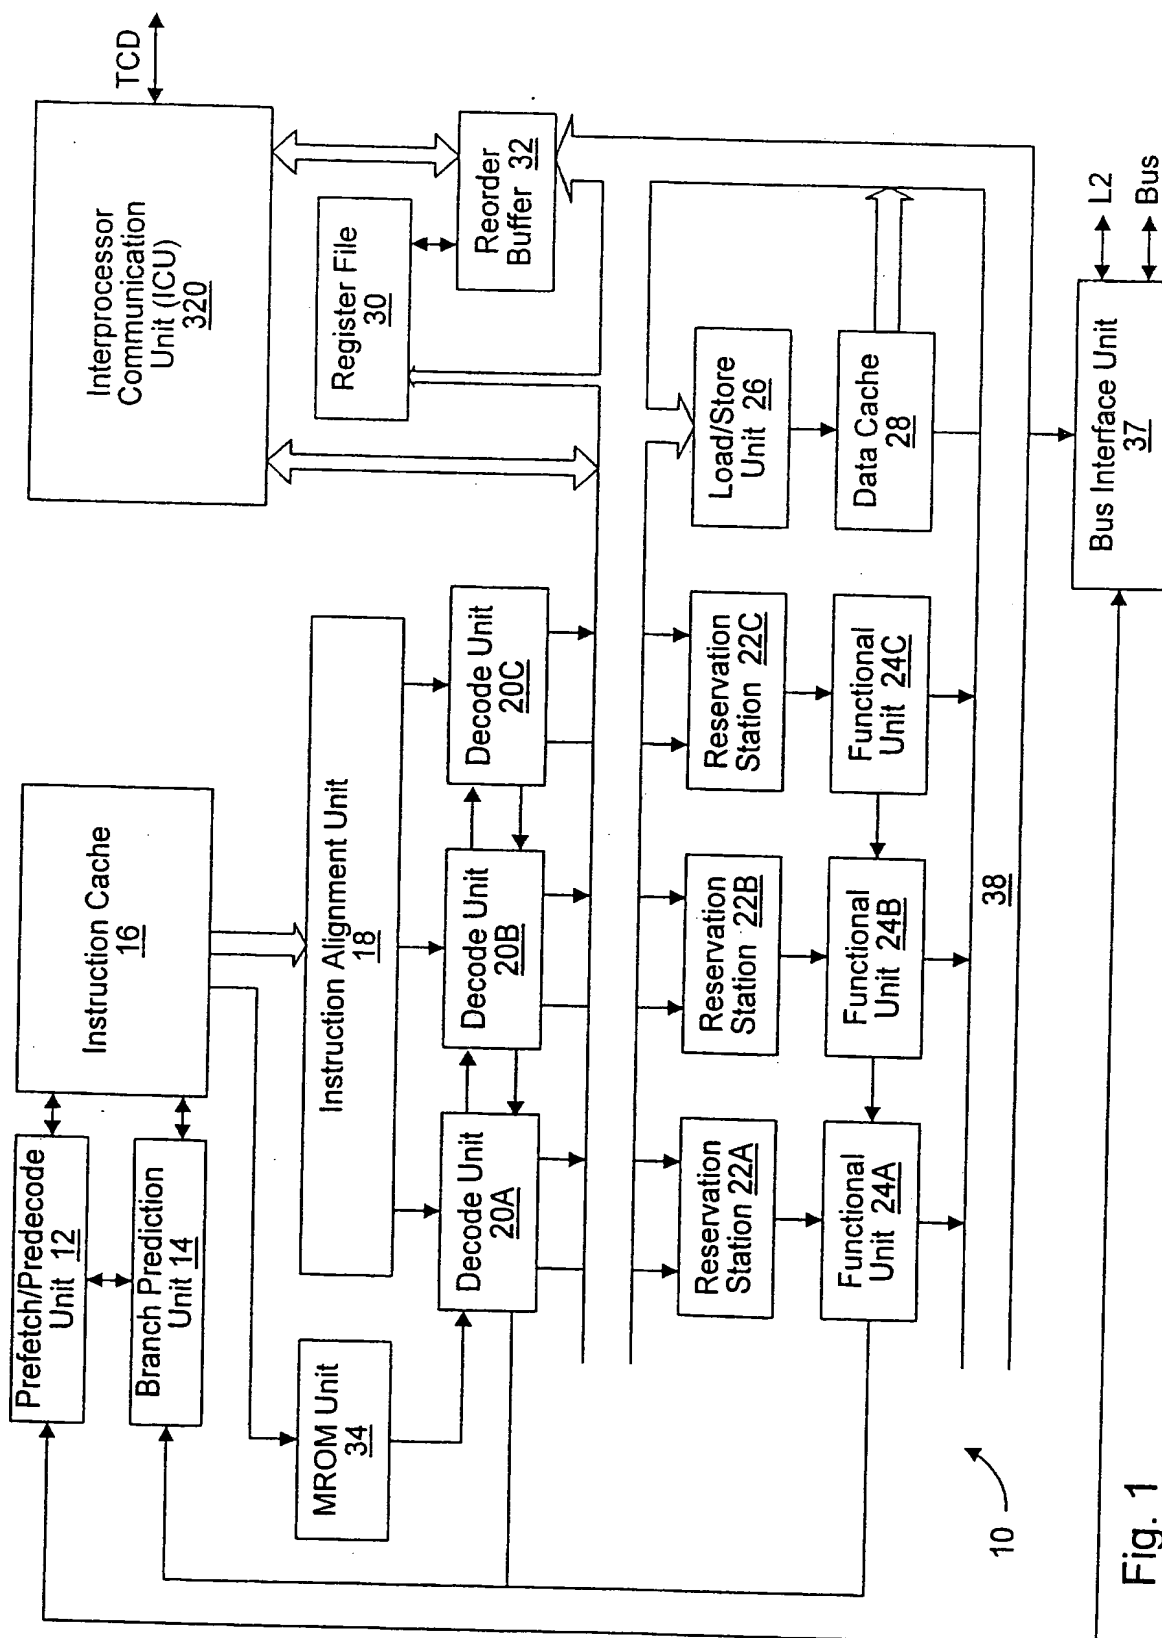 Prefetch/Predecode
Unit 12
Branch Prediction
Unit 14
Instruction Cache
16
Interprocessor
Communication
Unit (ICU)
320
TCD
MROM Unit
34
Instruction Alignment Unit
18
Register File
30
Decode Unit
20A
Decode Unit
20B
Decode Unit
20C
Reorder
Buffer 32
Reservation
Station 22A
Reservation
Station 22B
Reservation
Station 22C
Load/Store
Unit 26
Functional
Unit 24A
Functional
Unit 24B
Functional
Unit 24C
Data Cache
28
38
10
Bus Interface Unit
37
L2
Bus
Fig. 1